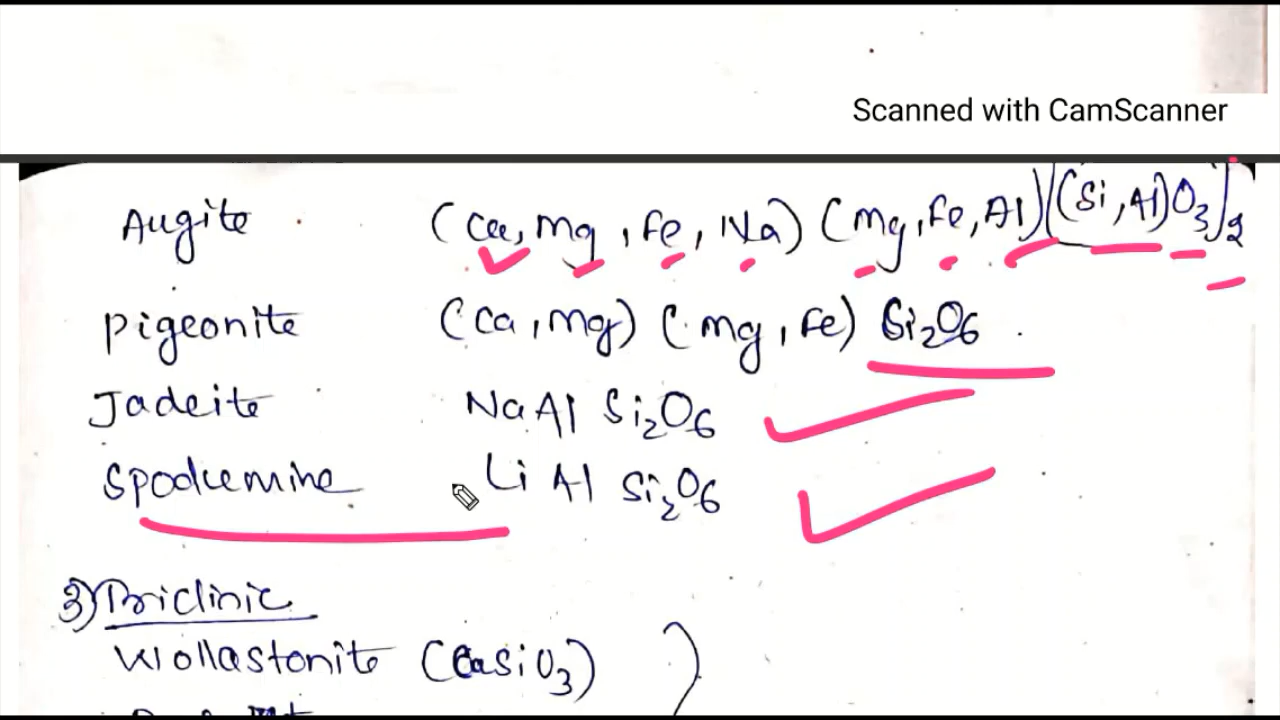 Scanned with CamScanner
Augite (Ca, Mg, Fe, Na) (Mg, Fe, Al) [(Si, Al)O₃]₂
Pigeonite (Ca, Mg) (Mg, Fe) Si₂O₆
Jadeite NaAl Si₂O₆
Spodumine Li Al Si₂O₆
3) Triclinic
Wollastonite (CaSiO₃)